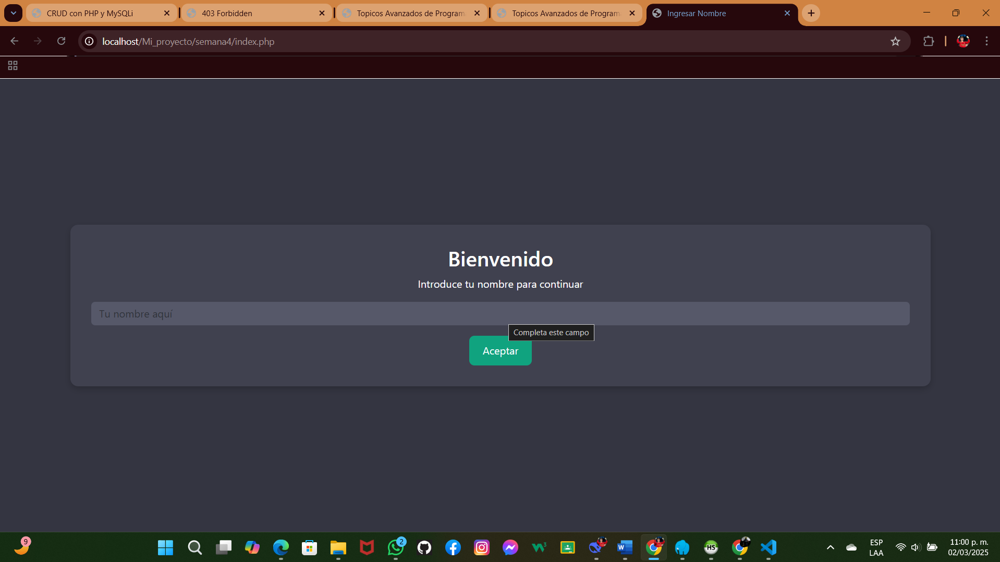 CRUD con PHP y MySQLi
403 Forbidden
Topicos Avanzados de Program
Topicos Avanzados de Program
Ingresar Nombre
localhost/Mi_proyecto/semana4/index.php
Bienvenido
Introduce tu nombre para continuar
Tu nombre aquí
Completa este campo
Aceptar
9
2
W3
W
HS
ESP
LAA
11:00 p. m.
02/03/2025